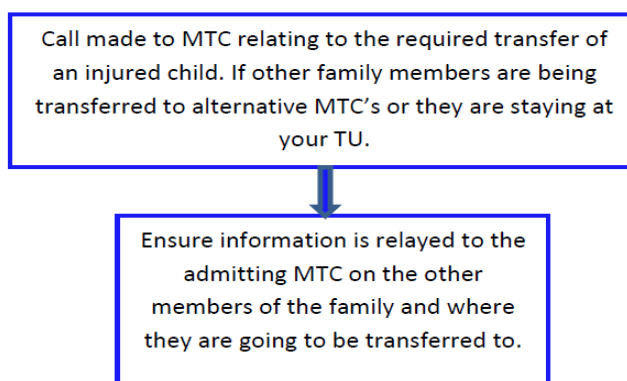 Call made to MTC relating to the required transfer of
an injured child. If other family members are being
transferred to alternative MTC's or they are staying at
your TU.
Ensure information is relayed to the
admitting MTC on the other
members of the family and where
they are going to be transferred to.